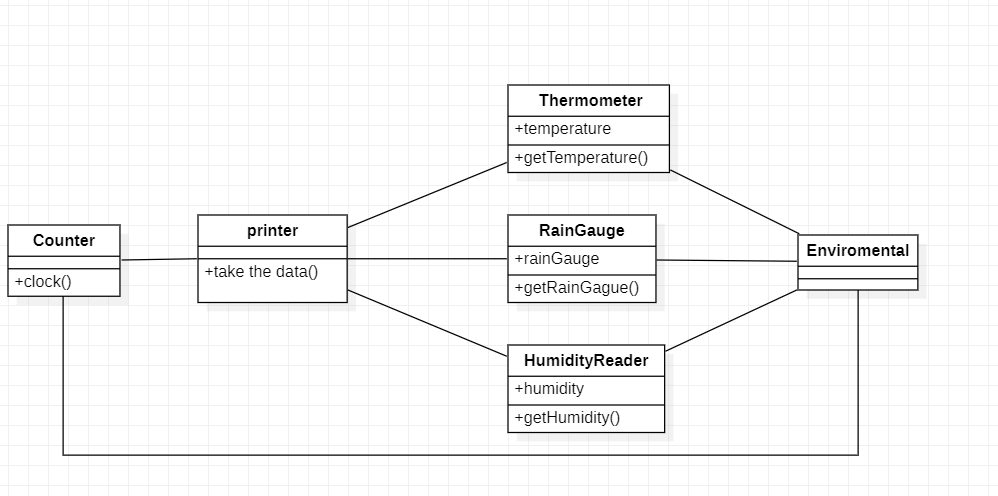 Thermometer
+temperature
+getTemperature()
Counter
+clock()
printer
+take the data()
RainGauge
+rainGauge
+getRainGague()
Enviromental
HumidityReader
+humidity
+getHumidity()